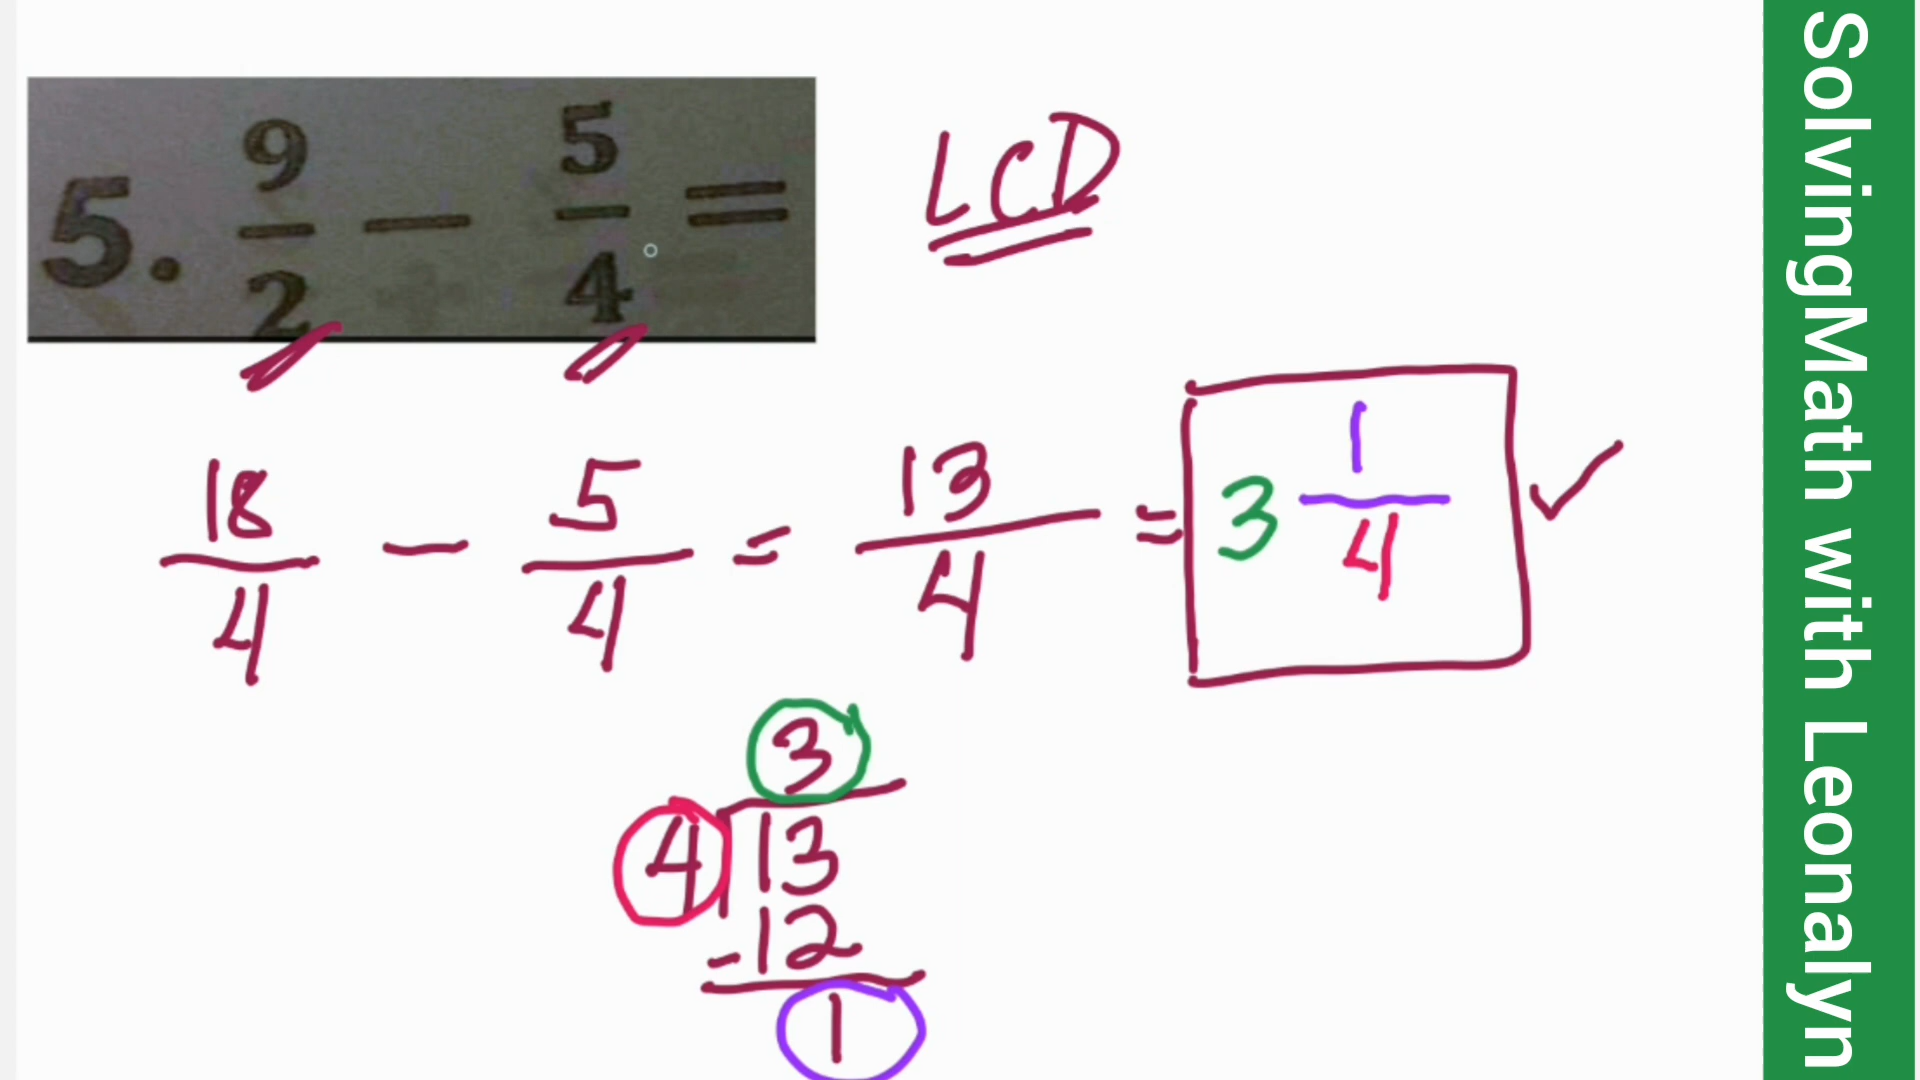 5. 9/2 - 5/4 =
LCD
18/4 - 5/4 = 13/4 = 3 1/4 ✓
3
4 13
-12
1
SolvingMath with Leonalyn